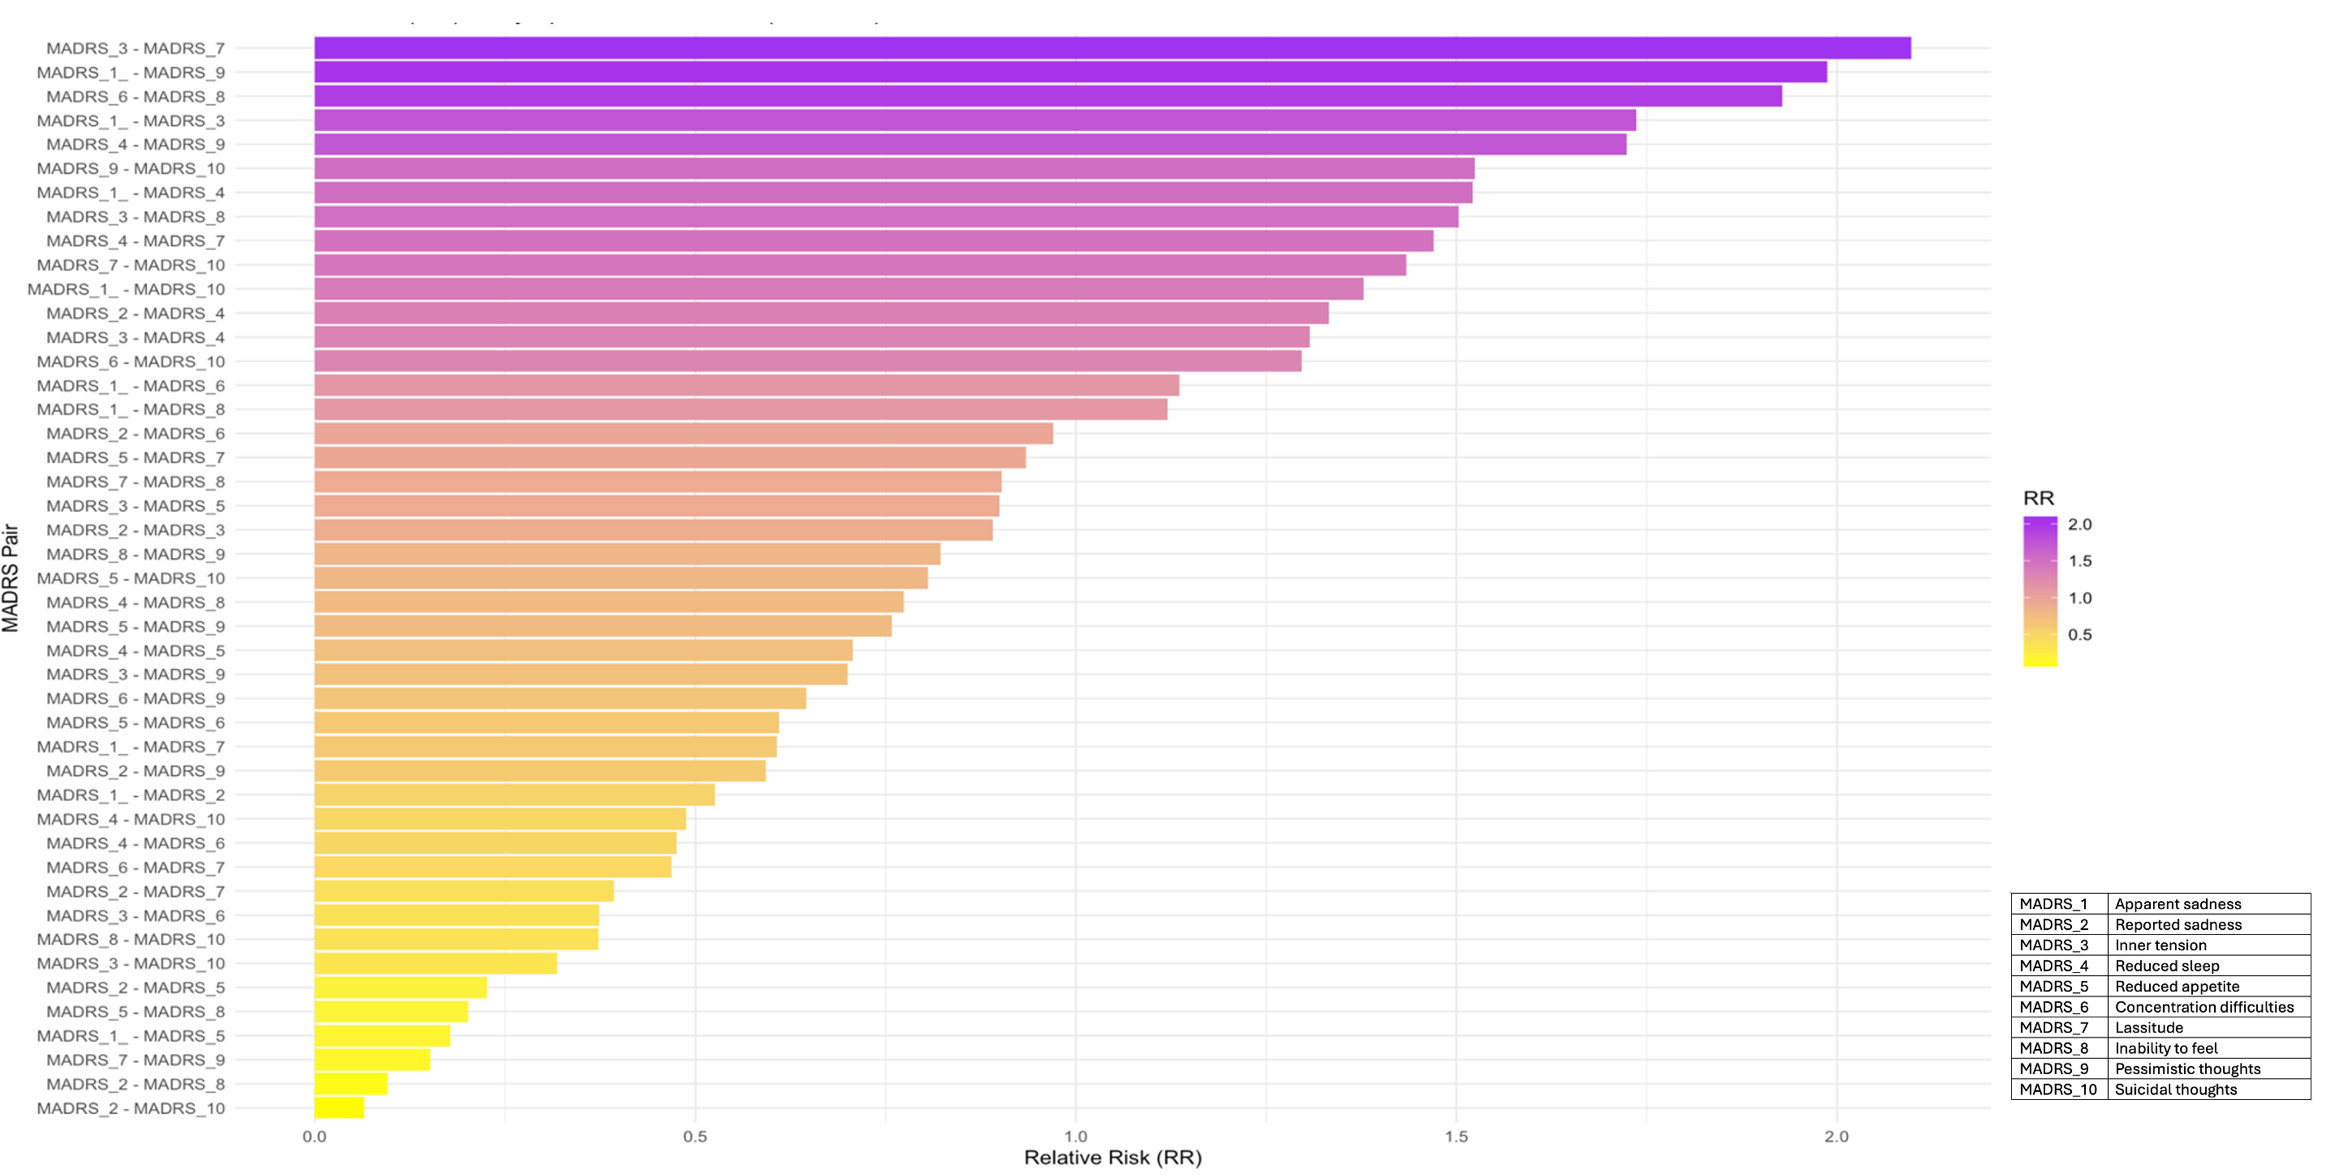 MADRS_3 - MADRS_7
MADRS_1_ - MADRS_9
MADRS_6 - MADRS_8
MADRS_1_ - MADRS_3
MADRS_4 - MADRS_9
MADRS_9 - MADRS_10
MADRS_1_ - MADRS_4
MADRS_3 - MADRS_8
MADRS_4 - MADRS_7
MADRS_7 - MADRS_10
MADRS_1_ - MADRS_10
MADRS_2 - MADRS_4
MADRS_3 - MADRS_4
MADRS_6 - MADRS_10
MADRS_1_ - MADRS_6
MADRS_1_ - MADRS_8
MADRS_2 - MADRS_6
MADRS_5 - MADRS_7
MADRS_7 - MADRS_8
MADRS_3 - MADRS_5
MADRS_2 - MADRS_3
MADRS_8 - MADRS_9
MADRS_5 - MADRS_10
MADRS_4 - MADRS_8
MADRS_5 - MADRS_9
MADRS_4 - MADRS_5
MADRS_3 - MADRS_9
MADRS_6 - MADRS_9
MADRS_5 - MADRS_6
MADRS_1_ - MADRS_7
MADRS_2 - MADRS_9
MADRS_1_ - MADRS_2
MADRS_4 - MADRS_10
MADRS_4 - MADRS_6
MADRS_6 - MADRS_7
MADRS_2 - MADRS_7
MADRS_3 - MADRS_6
MADRS_8 - MADRS_10
MADRS_3 - MADRS_10
MADRS_2 - MADRS_5
MADRS_5 - MADRS_8
MADRS_1_ - MADRS_5
MADRS_7 - MADRS_9
MADRS_2 - MADRS_8
MADRS_2 - MADRS_10
MADRS Pair
0.0 0.5 1.0 1.5 2.0
Relative Risk (RR)
RR
2.0
1.5
1.0
0.5
MADRS_1 Apparent sadness
MADRS_2 Reported sadness
MADRS_3 Inner tension
MADRS_4 Reduced sleep
MADRS_5 Reduced appetite
MADRS_6 Concentration difficulties
MADRS_7 Lassitude
MADRS_8 Inability to feel
MADRS_9 Pessimistic thoughts
MADRS_10 Suicidal thoughts